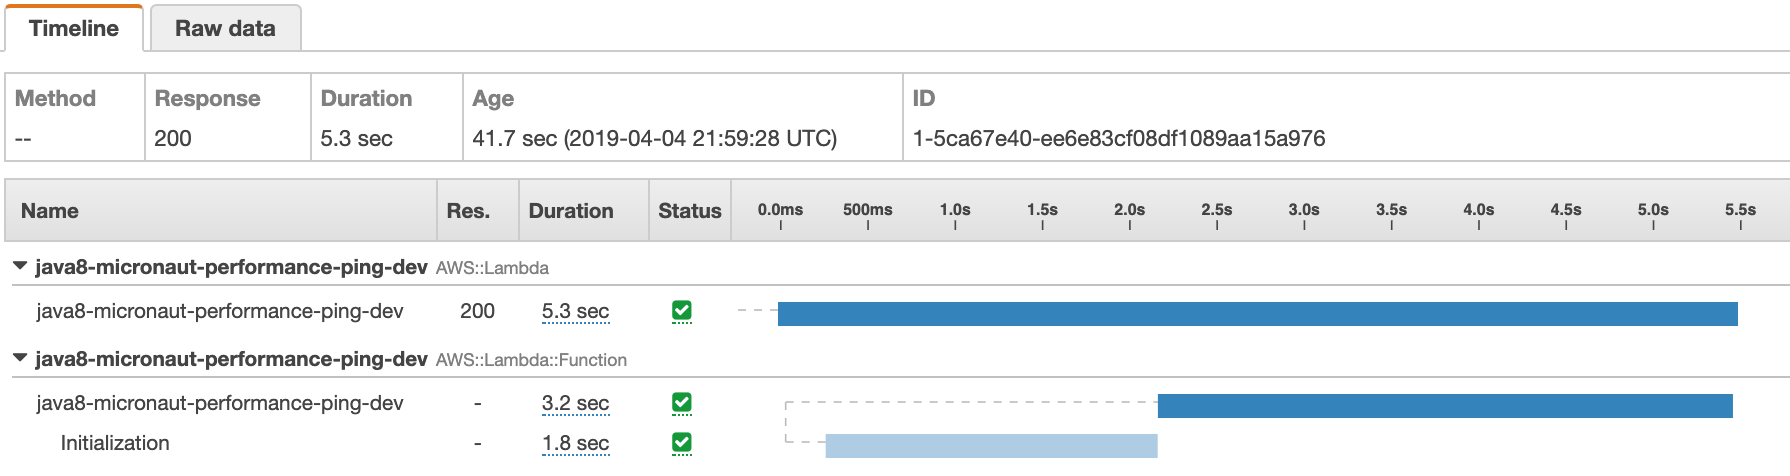 Timeline Raw data
Method Response Duration Age ID
-- 200 5.3 sec 41.7 sec (2019-04-04 21:59:28 UTC) 1-5ca67e40-ee6e83cf08df1089aa15a976
Name Res. Duration Status 0.0ms 500ms 1.0s 1.5s 2.0s 2.5s 3.0s 3.5s 4.0s 4.5s 5.0s 5.5s
java8-micronaut-performance-ping-dev AWS::Lambda
java8-micronaut-performance-ping-dev 200 5.3 sec
java8-micronaut-performance-ping-dev AWS::Lambda::Function
java8-micronaut-performance-ping-dev - 3.2 sec
Initialization - 1.8 sec